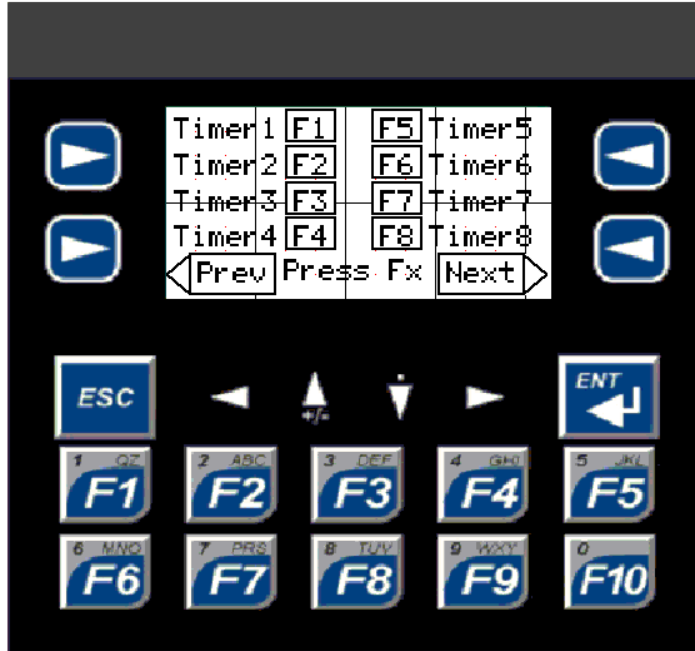 Timer1 F1 F5 Timer5
Timer2 F2 F6 Timer6
Timer3 F3 F7 Timer7
Timer4 F4 F8 Timer8
Prev Press Fx Next
ESC +/- ENT
1 QZ 2 ABC 3 DEF 4 GHI 5 JKL
F1 F2 F3 F4 F5
6 MNO 7 PRS 8 TUV 9 WXY 0
F6 F7 F8 F9 F10